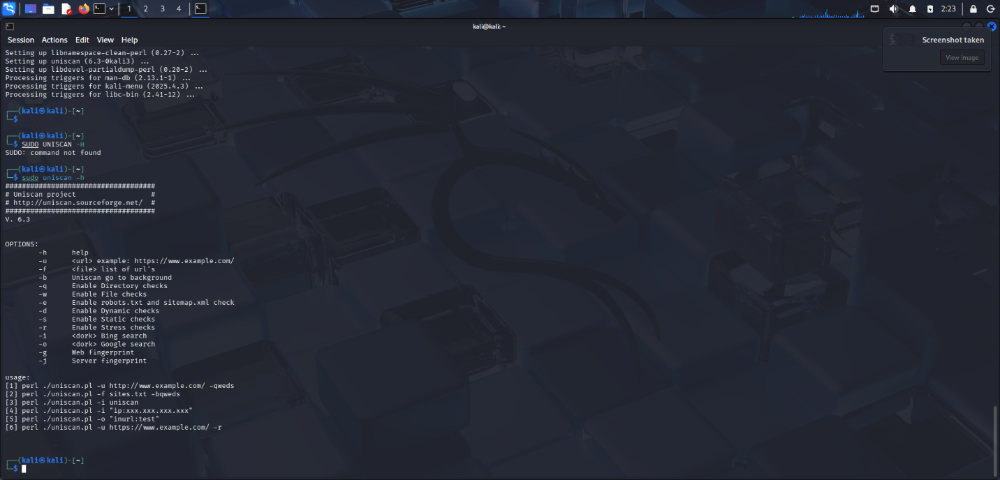 1 2 3 4 2:23
kali@kali: ~
Session Actions Edit View Help
Screenshot taken
View image
Setting up libnamespace-clean-perl (0.27-2) ...
Setting up uniscan (6.3-0kali3) ...
Setting up libdevel-partialdump-perl (0.20-2) ...
Processing triggers for man-db (2.13.1-1) ...
Processing triggers for kali-menu (2025.4.3) ...
Processing triggers for libc-bin (2.41-12) ...
┌──(kali㉿kali)-[~]
└─$
┌──(kali㉿kali)-[~]
└─$ SUDO UNISCAN -H
SUDO: command not found
┌──(kali㉿kali)-[~]
└─$ sudo uniscan -h
####################################
# Uniscan project                  #
# http://uniscan.sourceforge.net/  #
####################################
V. 6.3
OPTIONS:
-h help
-u <url> example: https://www.example.com/
-f <file> list of url's
-b Uniscan go to background
-q Enable Directory checks
-w Enable File checks
-e Enable robots.txt and sitemap.xml check
-d Enable Dynamic checks
-s Enable Static checks
-r Enable Stress checks
-i <dork> Bing search
-o <dork> Google search
-g Web fingerprint
-j Server fingerprint
usage:
[1] perl ./uniscan.pl -u http://www.example.com/ -qweds
[2] perl ./uniscan.pl -f sites.txt -bqweds
[3] perl ./uniscan.pl -i uniscan
[4] perl ./uniscan.pl -i "ip:xxx.xxx.xxx.xxx"
[5] perl ./uniscan.pl -o "inurl:test"
[6] perl ./uniscan.pl -u https://www.example.com/ -r
┌──(kali㉿kali)-[~]
└─$